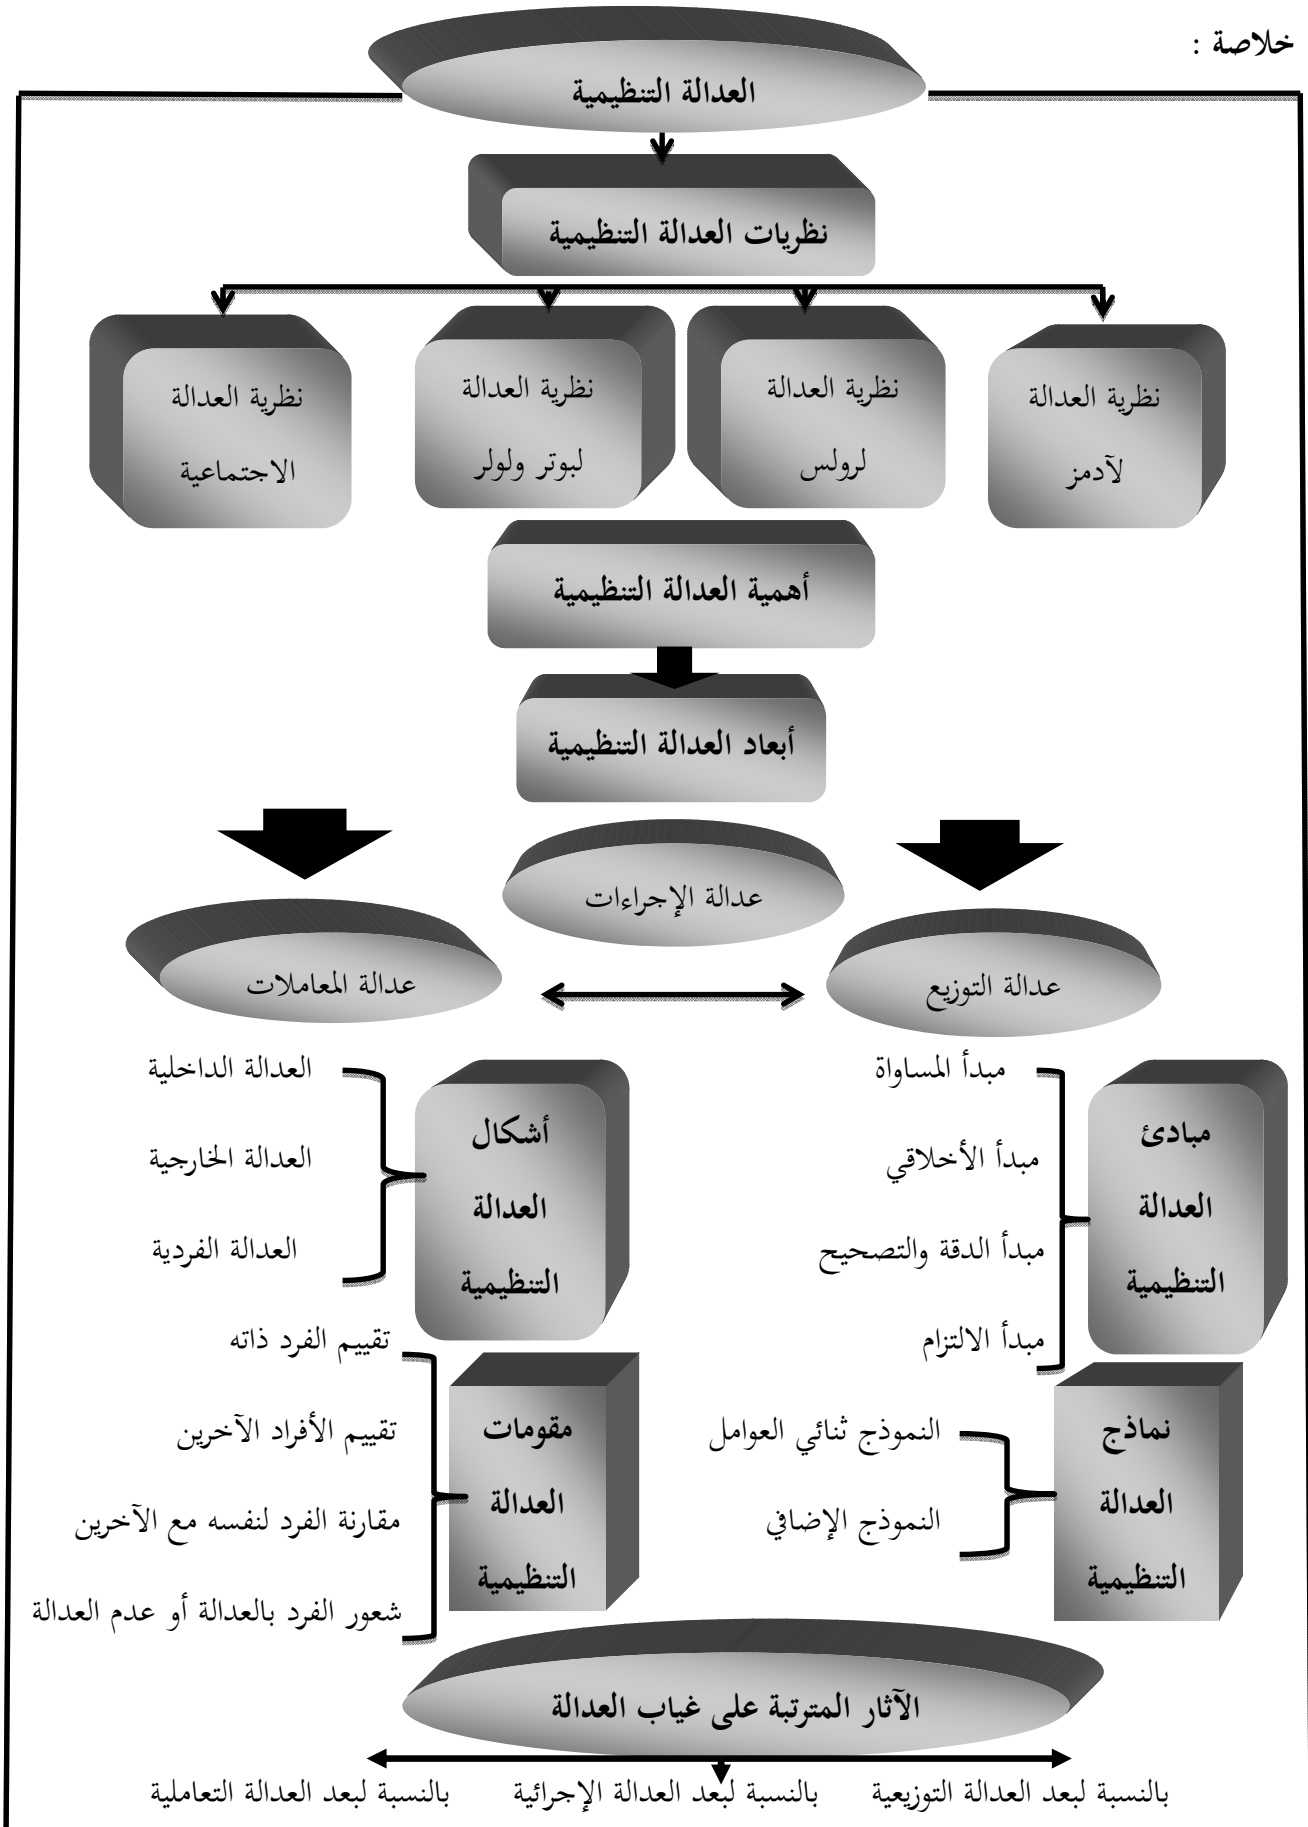 خلاصة :
العدالة التنظيمية
نظريات العدالة التنظيمية
نظرية العدالة
لآدمز
نظرية العدالة
لرولس
نظرية العدالة
لبوتر ولولر
نظرية العدالة
الاجتماعية
أهمية العدالة التنظيمية
أبعاد العدالة التنظيمية
عدالة الإجراءات
عدالة التوزيع
عدالة المعاملات
مبادئ
العدالة
التنظيمية
مبدأ المساواة
مبدأ الأخلاقي
مبدأ الدقة والتصحيح
مبدأ الالتزام
أشكال
العدالة
التنظيمية
العدالة الداخلية
العدالة الخارجية
العدالة الفردية
نماذج
العدالة
التنظيمية
النموذج ثنائي العوامل
النموذج الإضافي
مقومات
العدالة
التنظيمية
تقييم الفرد ذاته
تقييم الأفراد الآخرين
مقارنة الفرد لنفسه مع الآخرين
شعور الفرد بالعدالة أو عدم العدالة
الآثار المترتبة على غياب العدالة
بالنسبة لبعد العدالة التوزيعية
بالنسبة لبعد العدالة الإجرائية
بالنسبة لبعد العدالة التعاملية